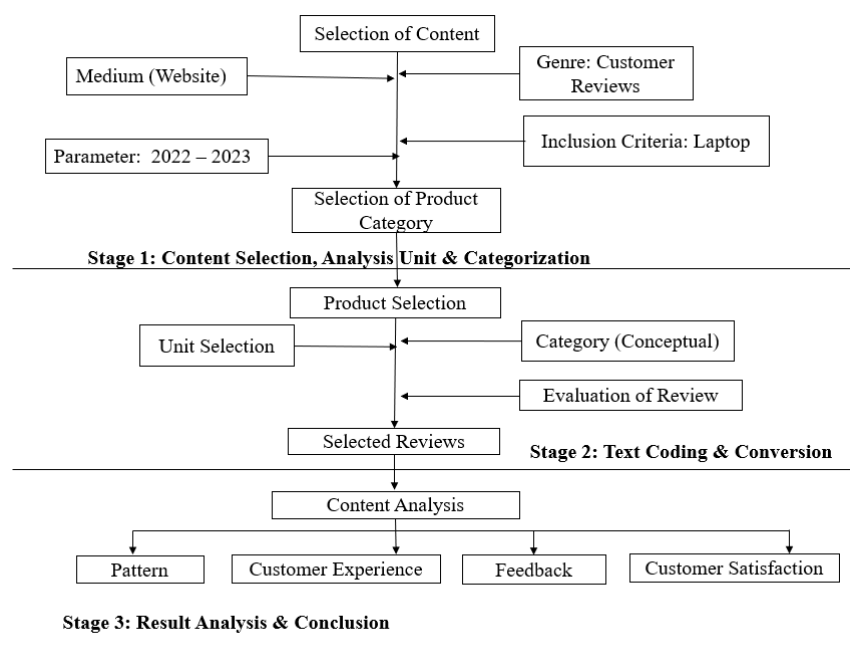 Selection of Content
Medium (Website)
Genre: Customer
Reviews
Inclusion Criteria: Laptop
Parameter: 2022 – 2023
Selection of Product
Category
Stage 1: Content Selection, Analysis Unit & Categorization
Product Selection
Unit Selection
Category (Conceptual)
Evaluation of Review
Selected Reviews
Stage 2: Text Coding & Conversion
Content Analysis
Pattern
Customer Experience
Feedback
Customer Satisfaction
Stage 3: Result Analysis & Conclusion